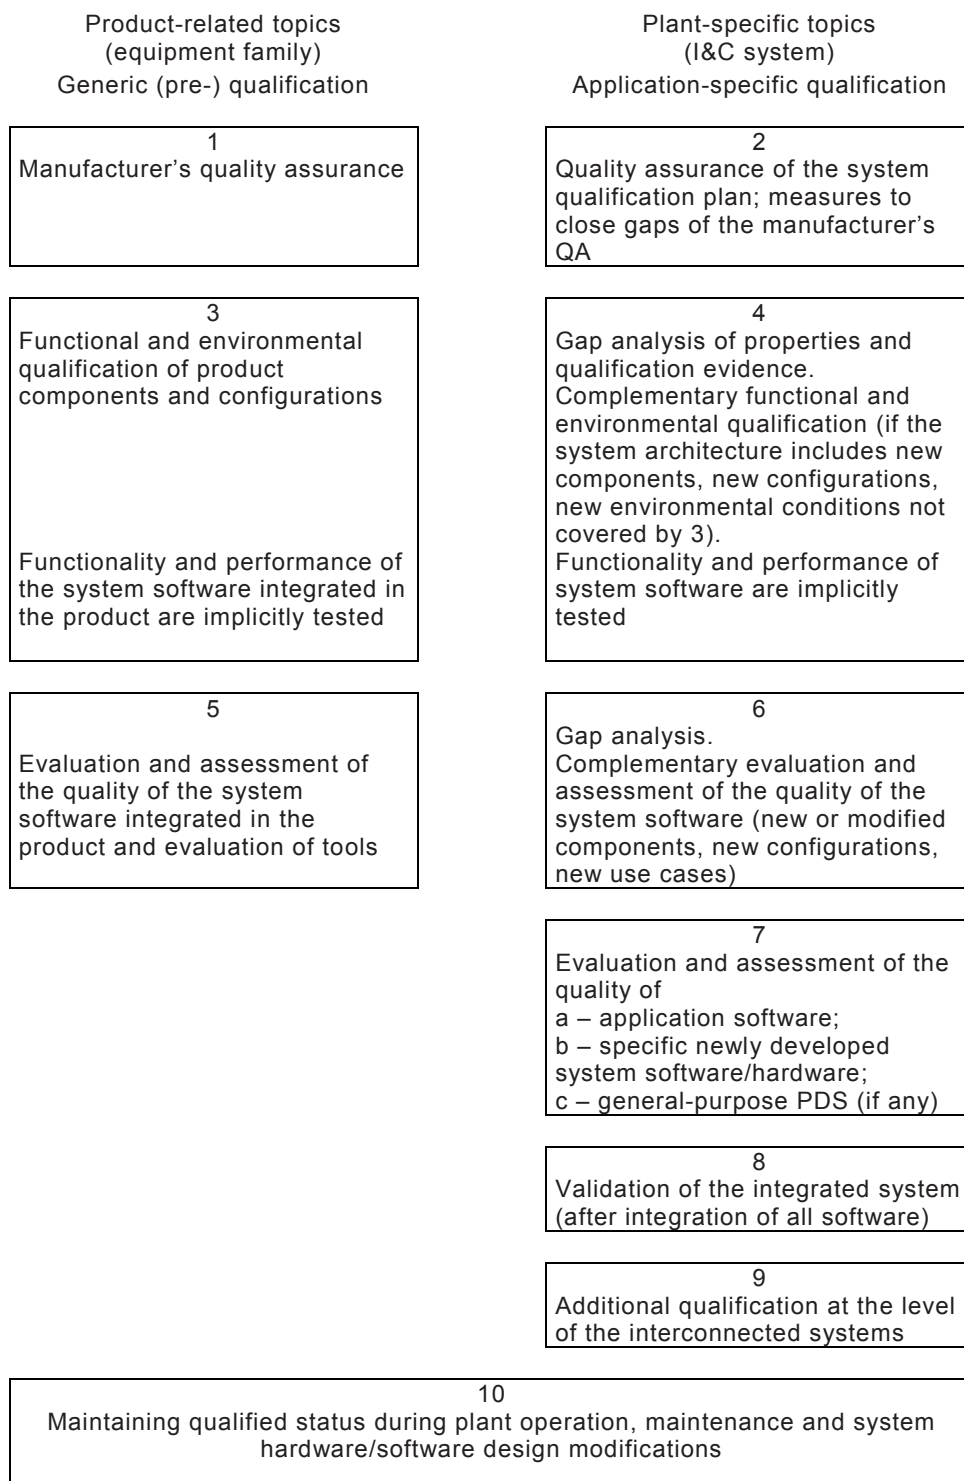 Product-related topics
(equipment family)
Generic (pre-) qualification
Plant-specific topics
(I&C system)
Application-specific qualification
1
Manufacturer's quality assurance
2
Quality assurance of the system
qualification plan; measures to
close gaps of the manufacturer's
QA
3
Functional and environmental
qualification of product
components and configurations
Functionality and performance of
the system software integrated in
the product are implicitly tested
4
Gap analysis of properties and
qualification evidence.
Complementary functional and
environmental qualification (if the
system architecture includes new
components, new configurations,
new environmental conditions not
covered by 3).
Functionality and performance of
system software are implicitly
tested
5
Evaluation and assessment of
the quality of the system
software integrated in the
product and evaluation of tools
6
Gap analysis.
Complementary evaluation and
assessment of the quality of the
system software (new or modified
components, new configurations,
new use cases)
7
Evaluation and assessment of the
quality of
a – application software;
b – specific newly developed
system software/hardware;
c – general-purpose PDS (if any)
8
Validation of the integrated system
(after integration of all software)
9
Additional qualification at the level
of the interconnected systems
10
Maintaining qualified status during plant operation, maintenance and system
hardware/software design modifications